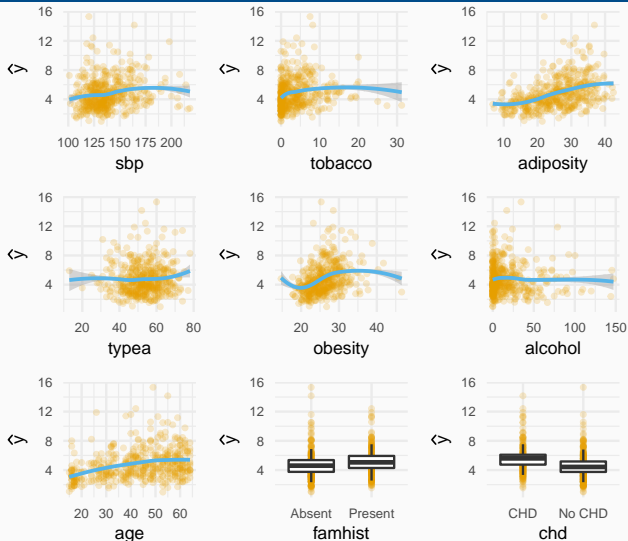 16
12
8
4
ŷ
100 125 150 175 200
sbp
16
12
8
4
ŷ
0 10 20 30
tobacco
16
12
8
4
ŷ
10 20 30 40
adiposity
16
12
8
4
ŷ
20 40 60 80
typea
16
12
8
4
ŷ
20 30 40
obesity
16
12
8
4
ŷ
0 50 100 150
alcohol
16
12
8
4
ŷ
20 30 40 50 60
age
16
12
8
4
ŷ
Absent Present
famhist
16
12
8
4
ŷ
CHD No CHD
chd